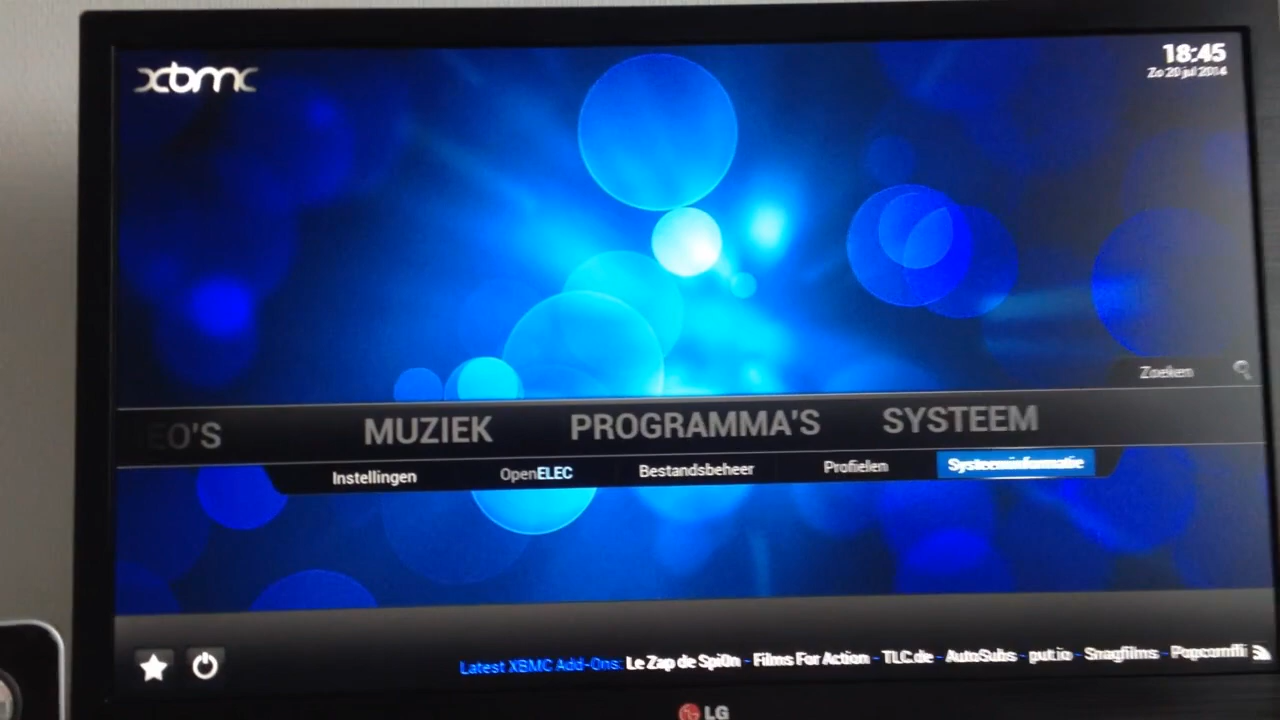 xbmc
18:45
Zo 20 jul 2014
Zoeken
EO'S MUZIEK PROGRAMMA'S SYSTEEM
Instellingen OpenELEC Bestandsbeheer Profielen Systeeminformatie
Latest XBMC Add-Ons: Le Zap de Spi0n - Films For Action - TLC.de - AutoSubs - put.io - Snagfilms - Popcornfli
LG